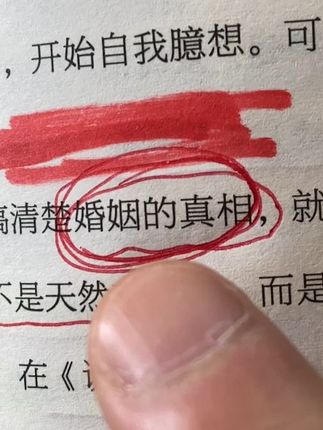 ，开始自我臆想。可
搞清楚婚姻的真相，就
不是天然 而是
在《